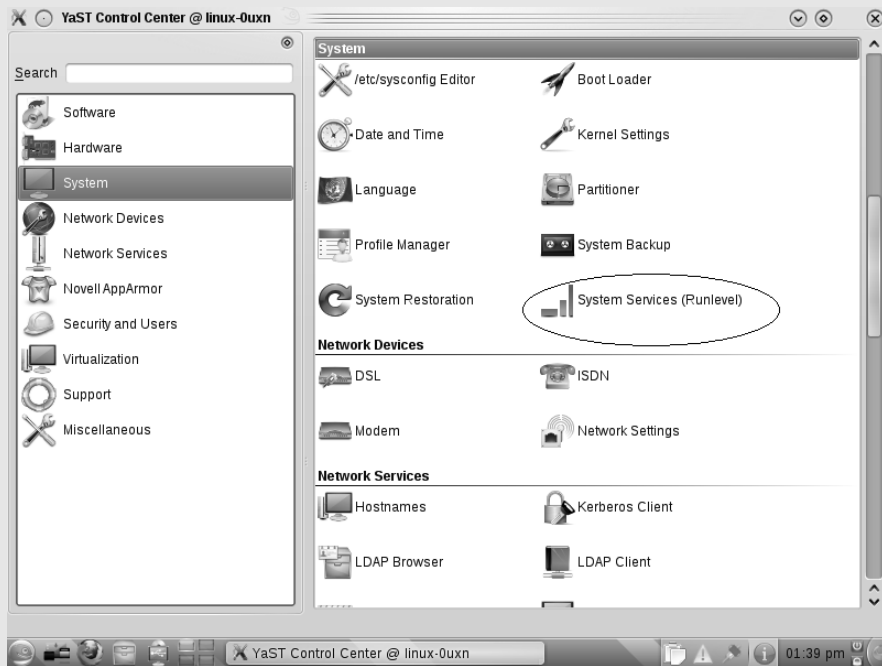 YaST Control Center @ linux-0uxn
Search
Software
Hardware
System
Network Devices
Network Services
Novell AppArmor
Security and Users
Virtualization
Support
Miscellaneous
System
/etc/sysconfig Editor
Boot Loader
Date and Time
Kernel Settings
Language
Partitioner
Profile Manager
System Backup
System Restoration
System Services (Runlevel)
Network Devices
DSL
ISDN
Modem
Network Settings
Network Services
Hostnames
Kerberos Client
LDAP Browser
LDAP Client
YaST Control Center @ linux-0uxn
01:39 pm